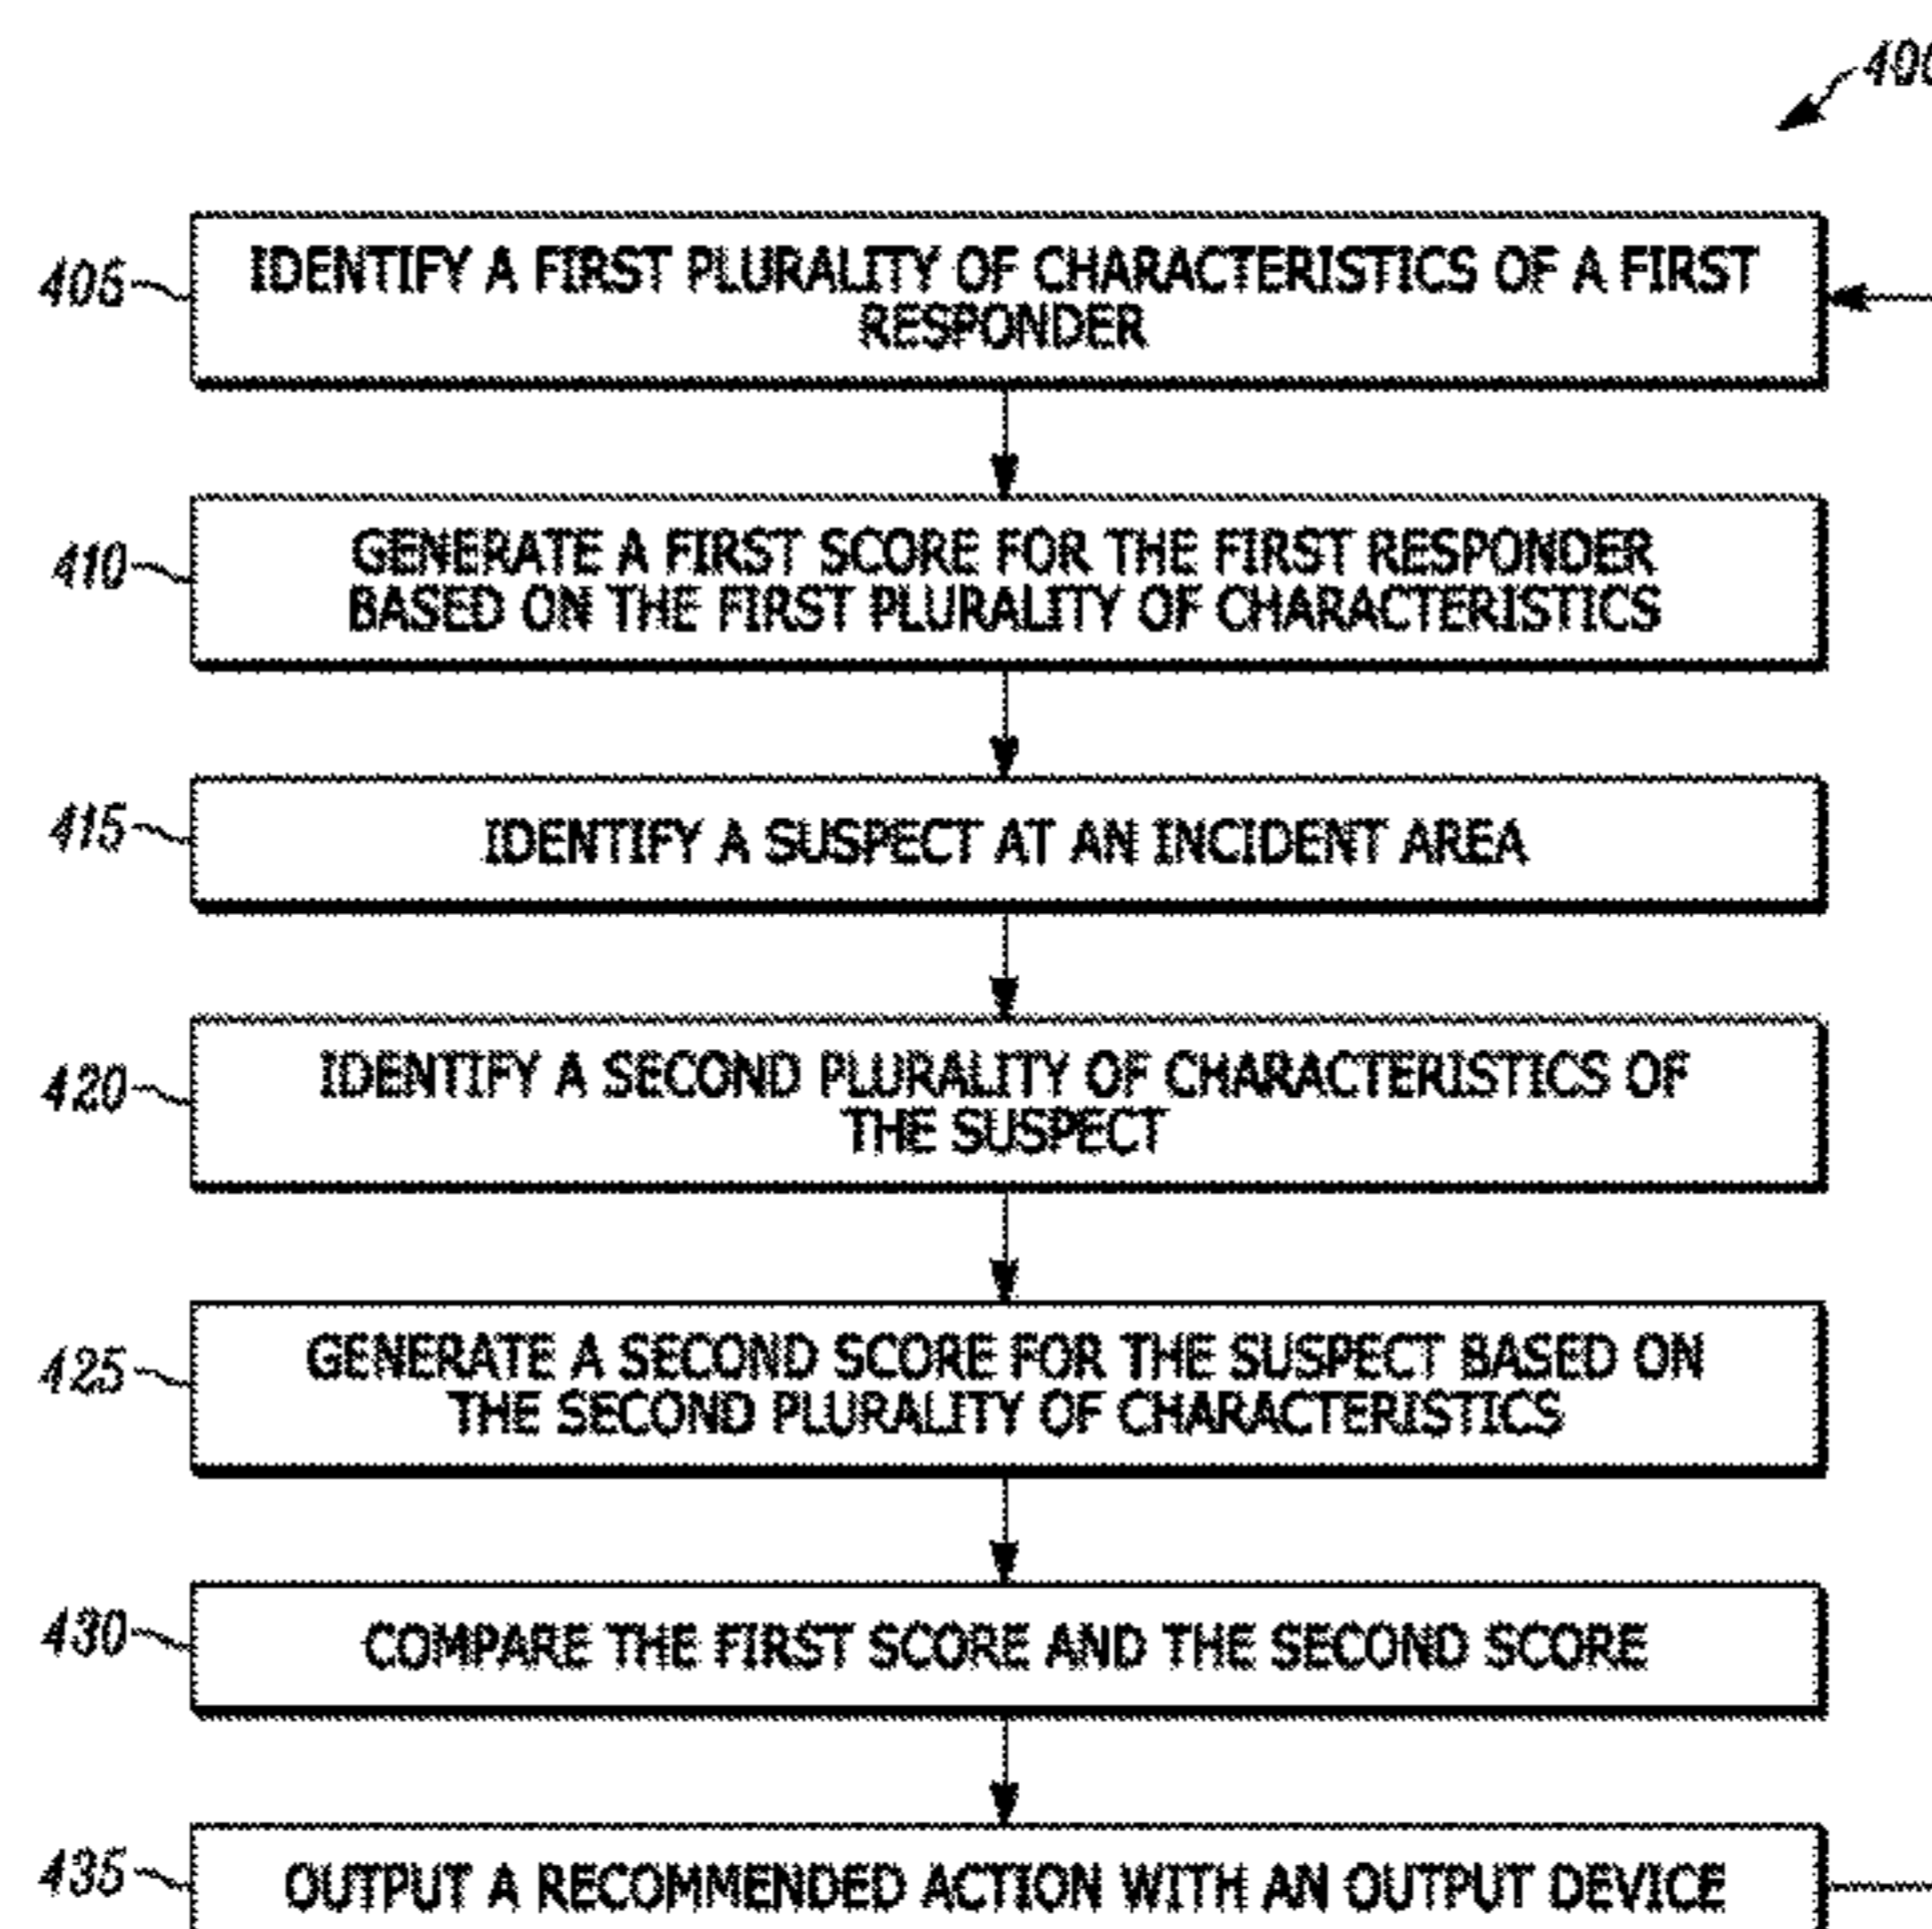 400
405
IDENTIFY A FIRST PLURALITY OF CHARACTERISTICS OF A FIRST
RESPONDER
410
GENERATE A FIRST SCORE FOR THE FIRST RESPONDER
BASED ON THE FIRST PLURALITY OF CHARACTERISTICS
415
IDENTIFY A SUSPECT AT AN INCIDENT AREA
420
IDENTIFY A SECOND PLURALITY OF CHARACTERISTICS OF
THE SUSPECT
425
GENERATE A SECOND SCORE FOR THE SUSPECT BASED ON
THE SECOND PLURALITY OF CHARACTERISTICS
430
COMPARE THE FIRST SCORE AND THE SECOND SCORE
435
OUTPUT A RECOMMENDED ACTION WITH AN OUTPUT DEVICE